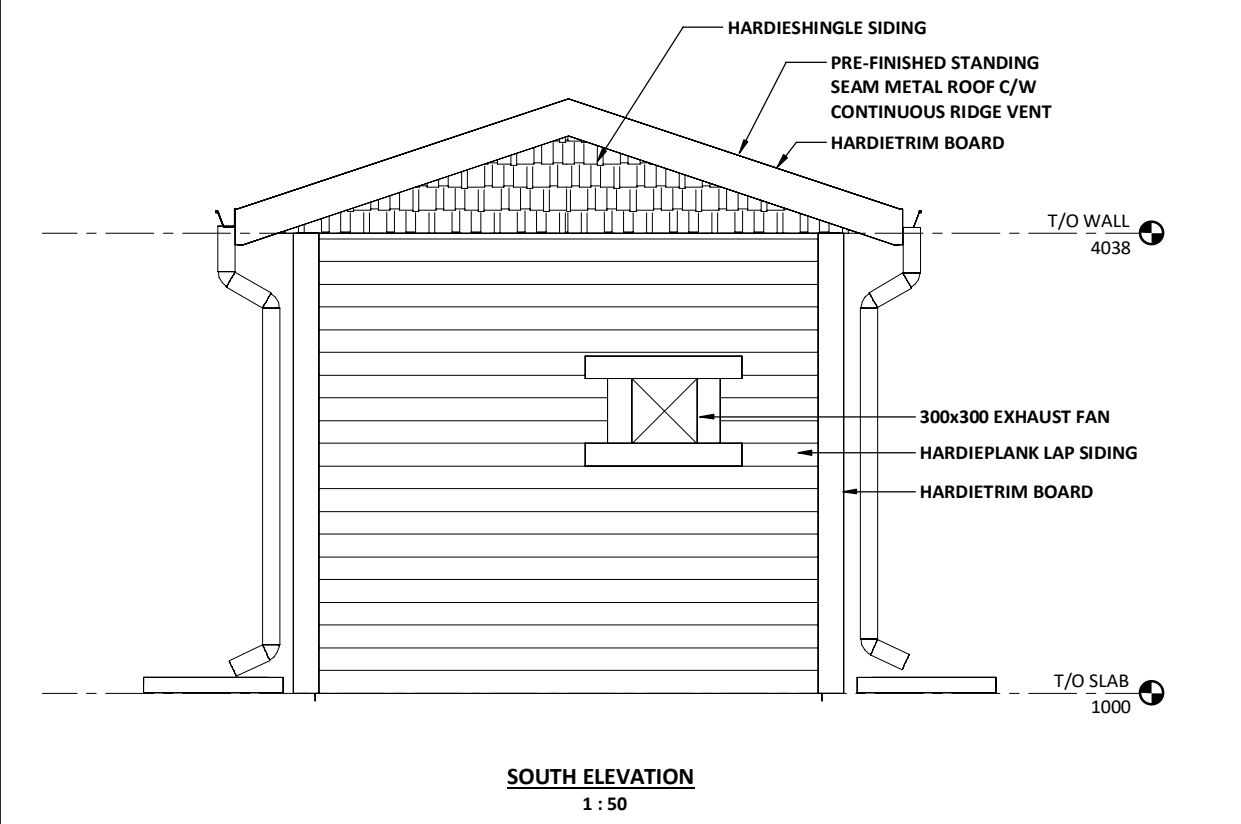 HARDIESHINGLE SIDING
PRE-FINISHED STANDING
SEAM METAL ROOF C/W
CONTINUOUS RIDGE VENT
HARDIETRIM BOARD
T/O WALL
4038
300x300 EXHAUST FAN
HARDIEPLANK LAP SIDING
HARDIETRIM BOARD
T/O SLAB
1000
SOUTH ELEVATION
1 : 50